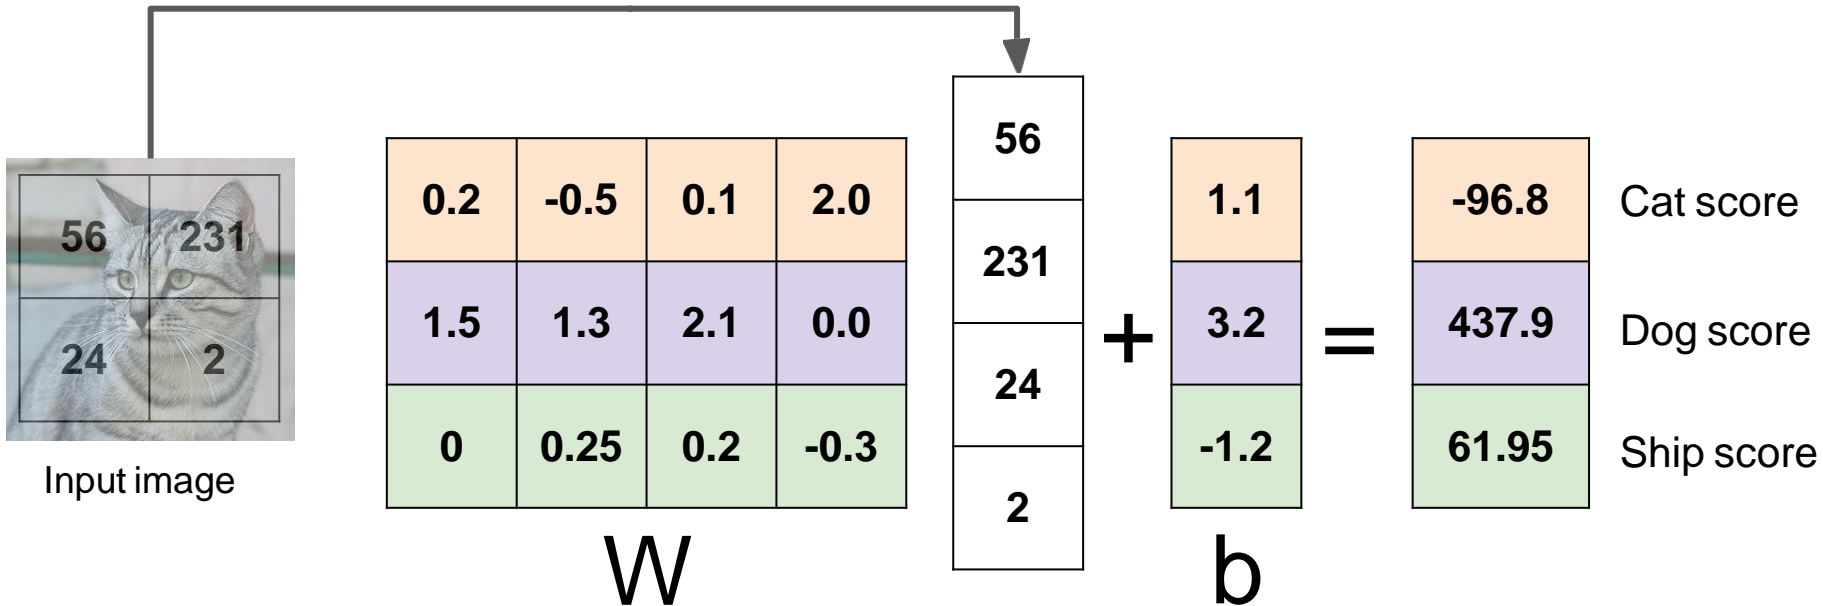 56 231
24 2
Input image
0.2 -0.5 0.1 2.0
1.5 1.3 2.1 0.0
0 0.25 0.2 -0.3
W
56
231
24
2
+
1.1
3.2
-1.2
b
=
-96.8 Cat score
437.9 Dog score
61.95 Ship score